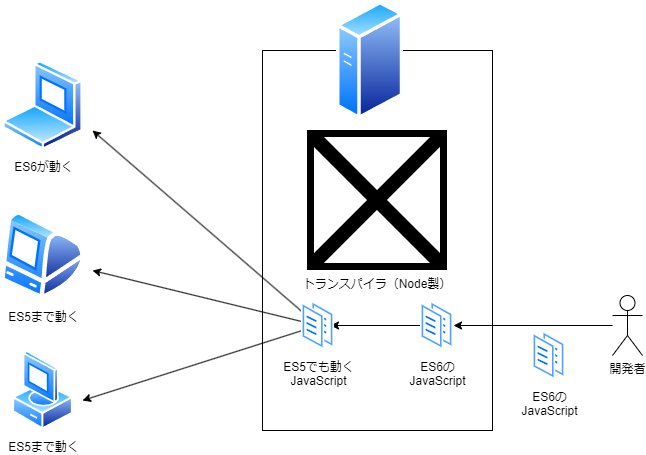 ES6が動く
トランスパイラ（Node製）
ES5まで動く
ES5でも動く
JavaScript
ES6の
JavaScript
開発者
ES6の
JavaScript
ES5まで動く